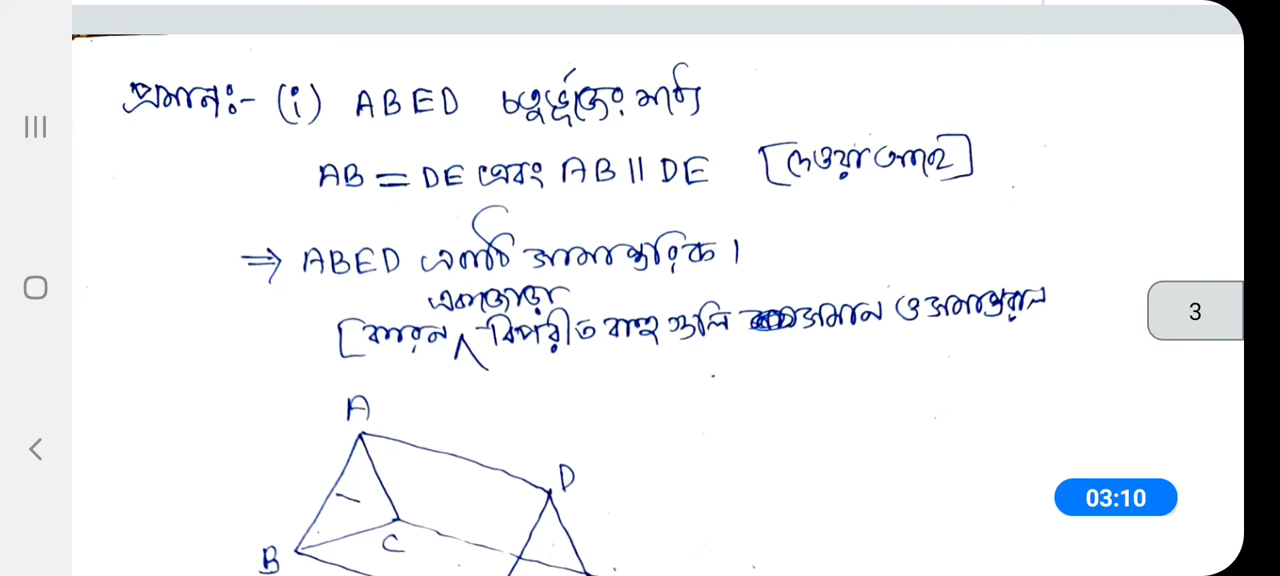 প্রমানঃ- (i) ABED চতুর্ভুজের মধ্যে
AB = DE এবং AB || DE [দেওয়া আছে]
⇒ ABED একটি সামান্তরিক।
একজোড়া
[কারন ^ বিপরীত বাহু গুলি সমান ও সমান্তরাল
3
A
D
03:10
C
B